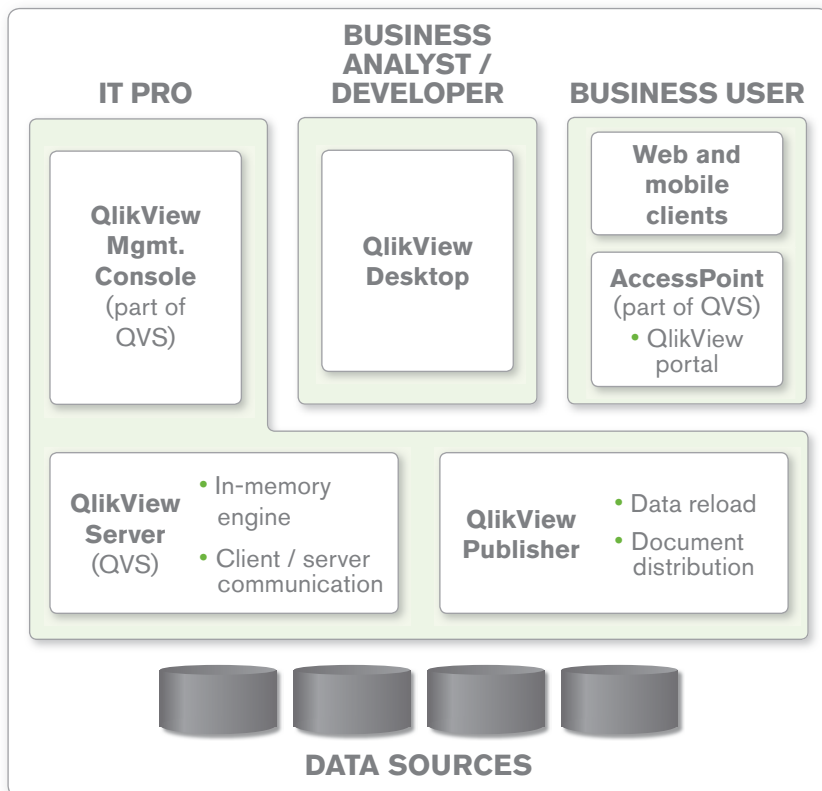 IT PRO
BUSINESS
ANALYST /
DEVELOPER
BUSINESS USER
QlikView
Mgmt.
Console
(part of
QVS)
QlikView
Desktop
Web and
mobile
clients
AccessPoint
(part of QVS)
• QlikView
portal
QlikView
Server
(QVS)
• In-memory
engine
• Client / server
communication
QlikView
Publisher
• Data reload
• Document
distribution
DATA SOURCES